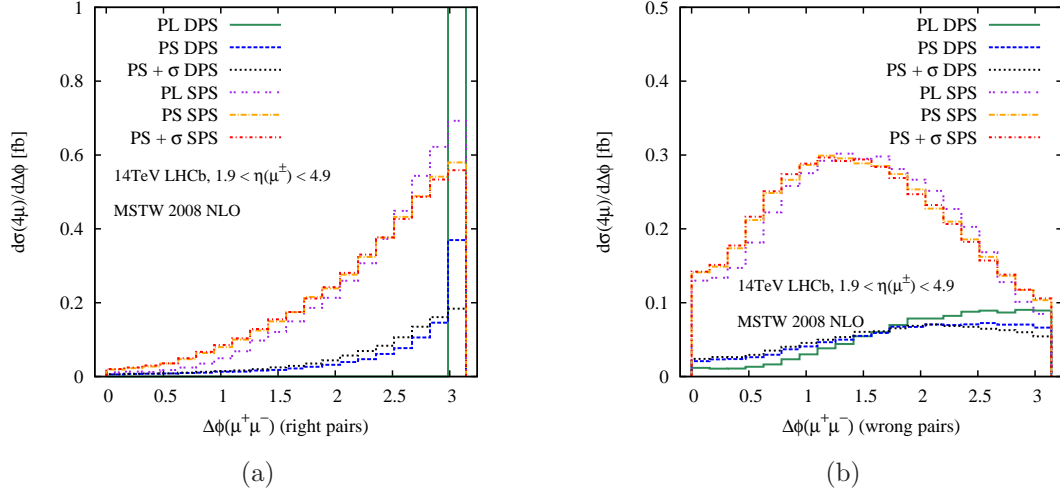 1
0.8
0.6
0.4
0.2
0
dσ(4μ)/dΔϕ [fb]
PL DPS
PS DPS
PS + σ DPS
PL SPS
PS SPS
PS + σ SPS
14TeV LHCb, 1.9 < η(μ±) < 4.9
MSTW 2008 NLO
0 0.5 1 1.5 2 2.5 3
Δϕ(μ⁺μ⁻) (right pairs)
(a)
0.5
0.4
0.3
0.2
0.1
0
dσ(4μ)/dΔϕ [fb]
PL DPS
PS DPS
PS + σ DPS
PL SPS
PS SPS
PS + σ SPS
14TeV LHCb, 1.9 < η(μ±) < 4.9
MSTW 2008 NLO
0 0.5 1 1.5 2 2.5 3
Δϕ(μ⁺μ⁻) (wrong pairs)
(b)